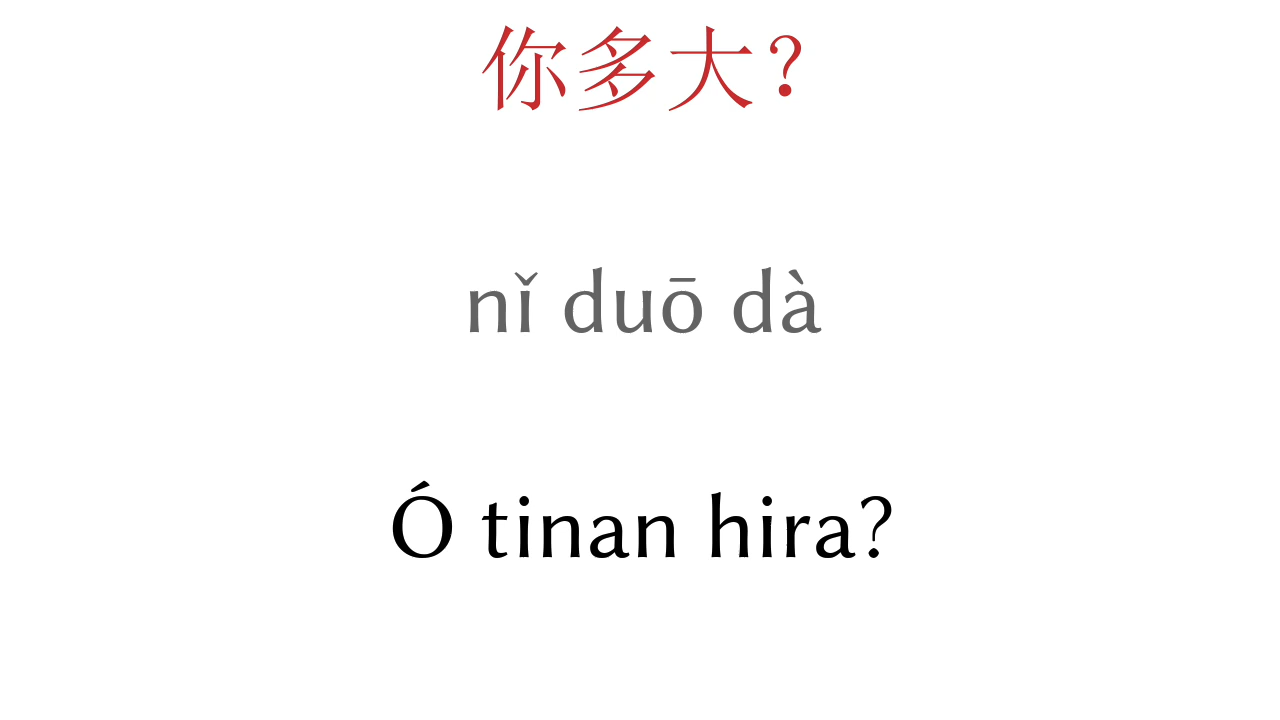 你多大？
nǐ duō dà
Ó tinan hira?